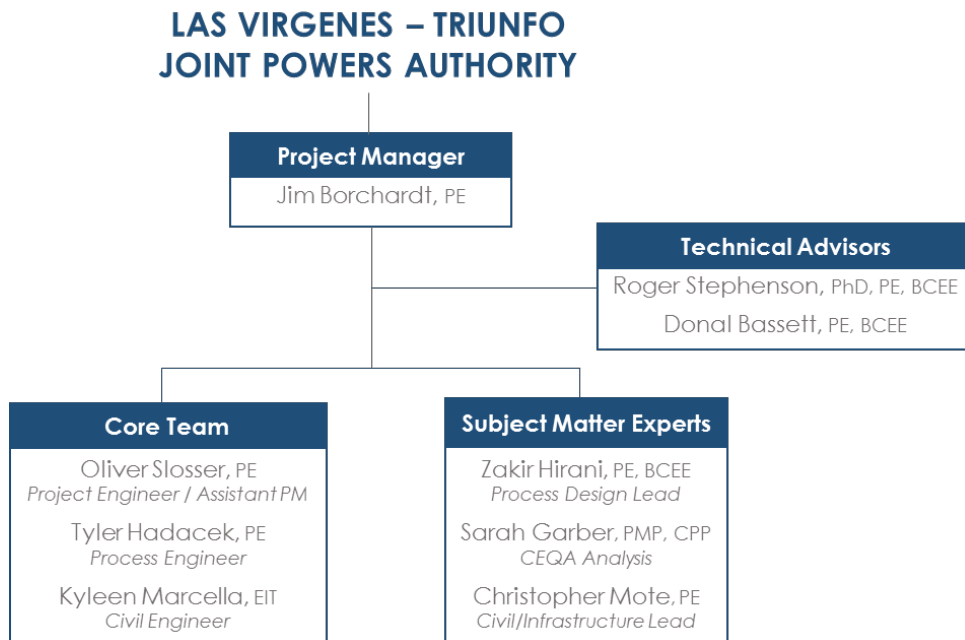 LAS VIRGENES – TRIUNFO
JOINT POWERS AUTHORITY
Project Manager
Jim Borchardt, PE
Technical Advisors
Roger Stephenson, PhD, PE, BCEE
Donal Bassett, PE, BCEE
Core Team
Oliver Slosser, PE
Project Engineer / Assistant PM
Tyler Hadacek, PE
Process Engineer
Kyleen Marcella, EIT
Civil Engineer
Subject Matter Experts
Zakir Hirani, PE, BCEE
Process Design Lead
Sarah Garber, PMP, CPP
CEQA Analysis
Christopher Mote, PE
Civil/Infrastructure Lead